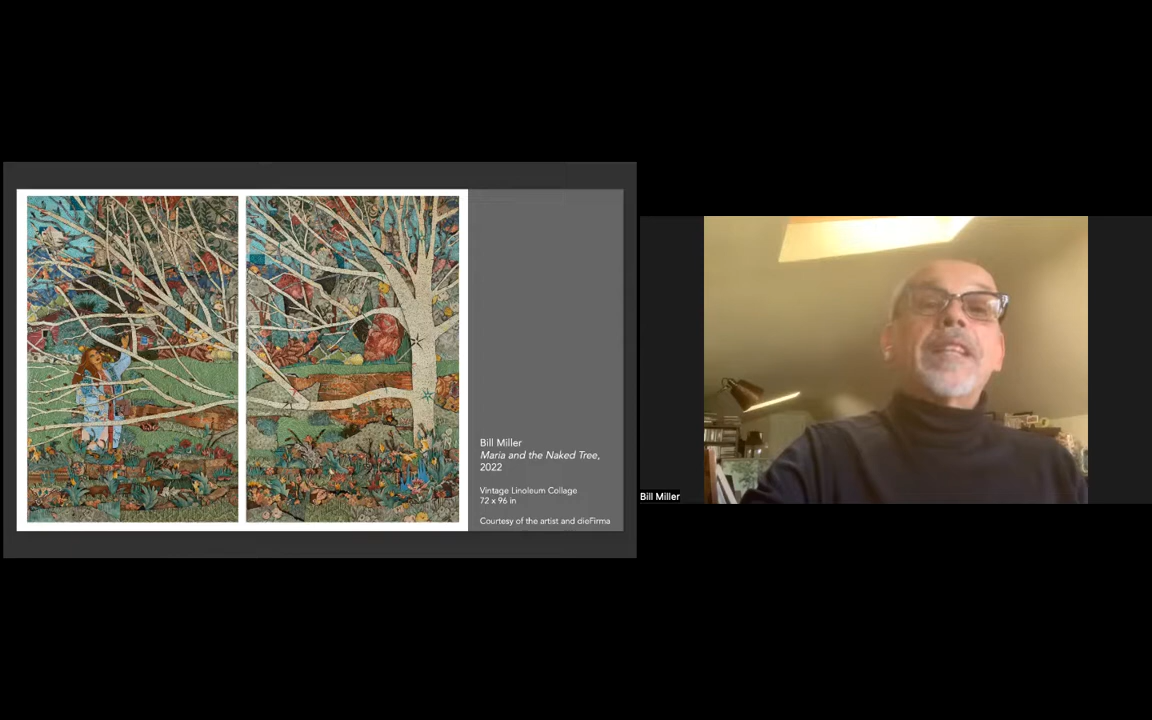 Bill Miller
Maria and the Naked Tree,
2022
Vintage Linoleum Collage
72 x 96 in
Courtesy of the artist and dieFirma
Bill Miller